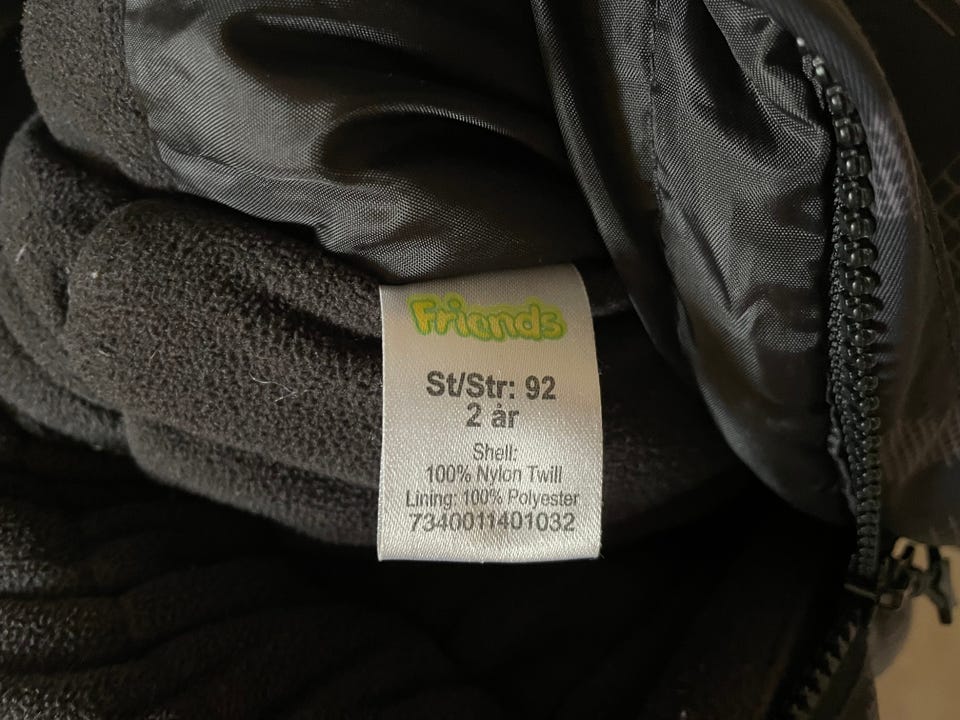 Friends
St/Str: 92
2 år
Shell:
100% Nylon Twill
Lining: 100% Polyester
7340011401032